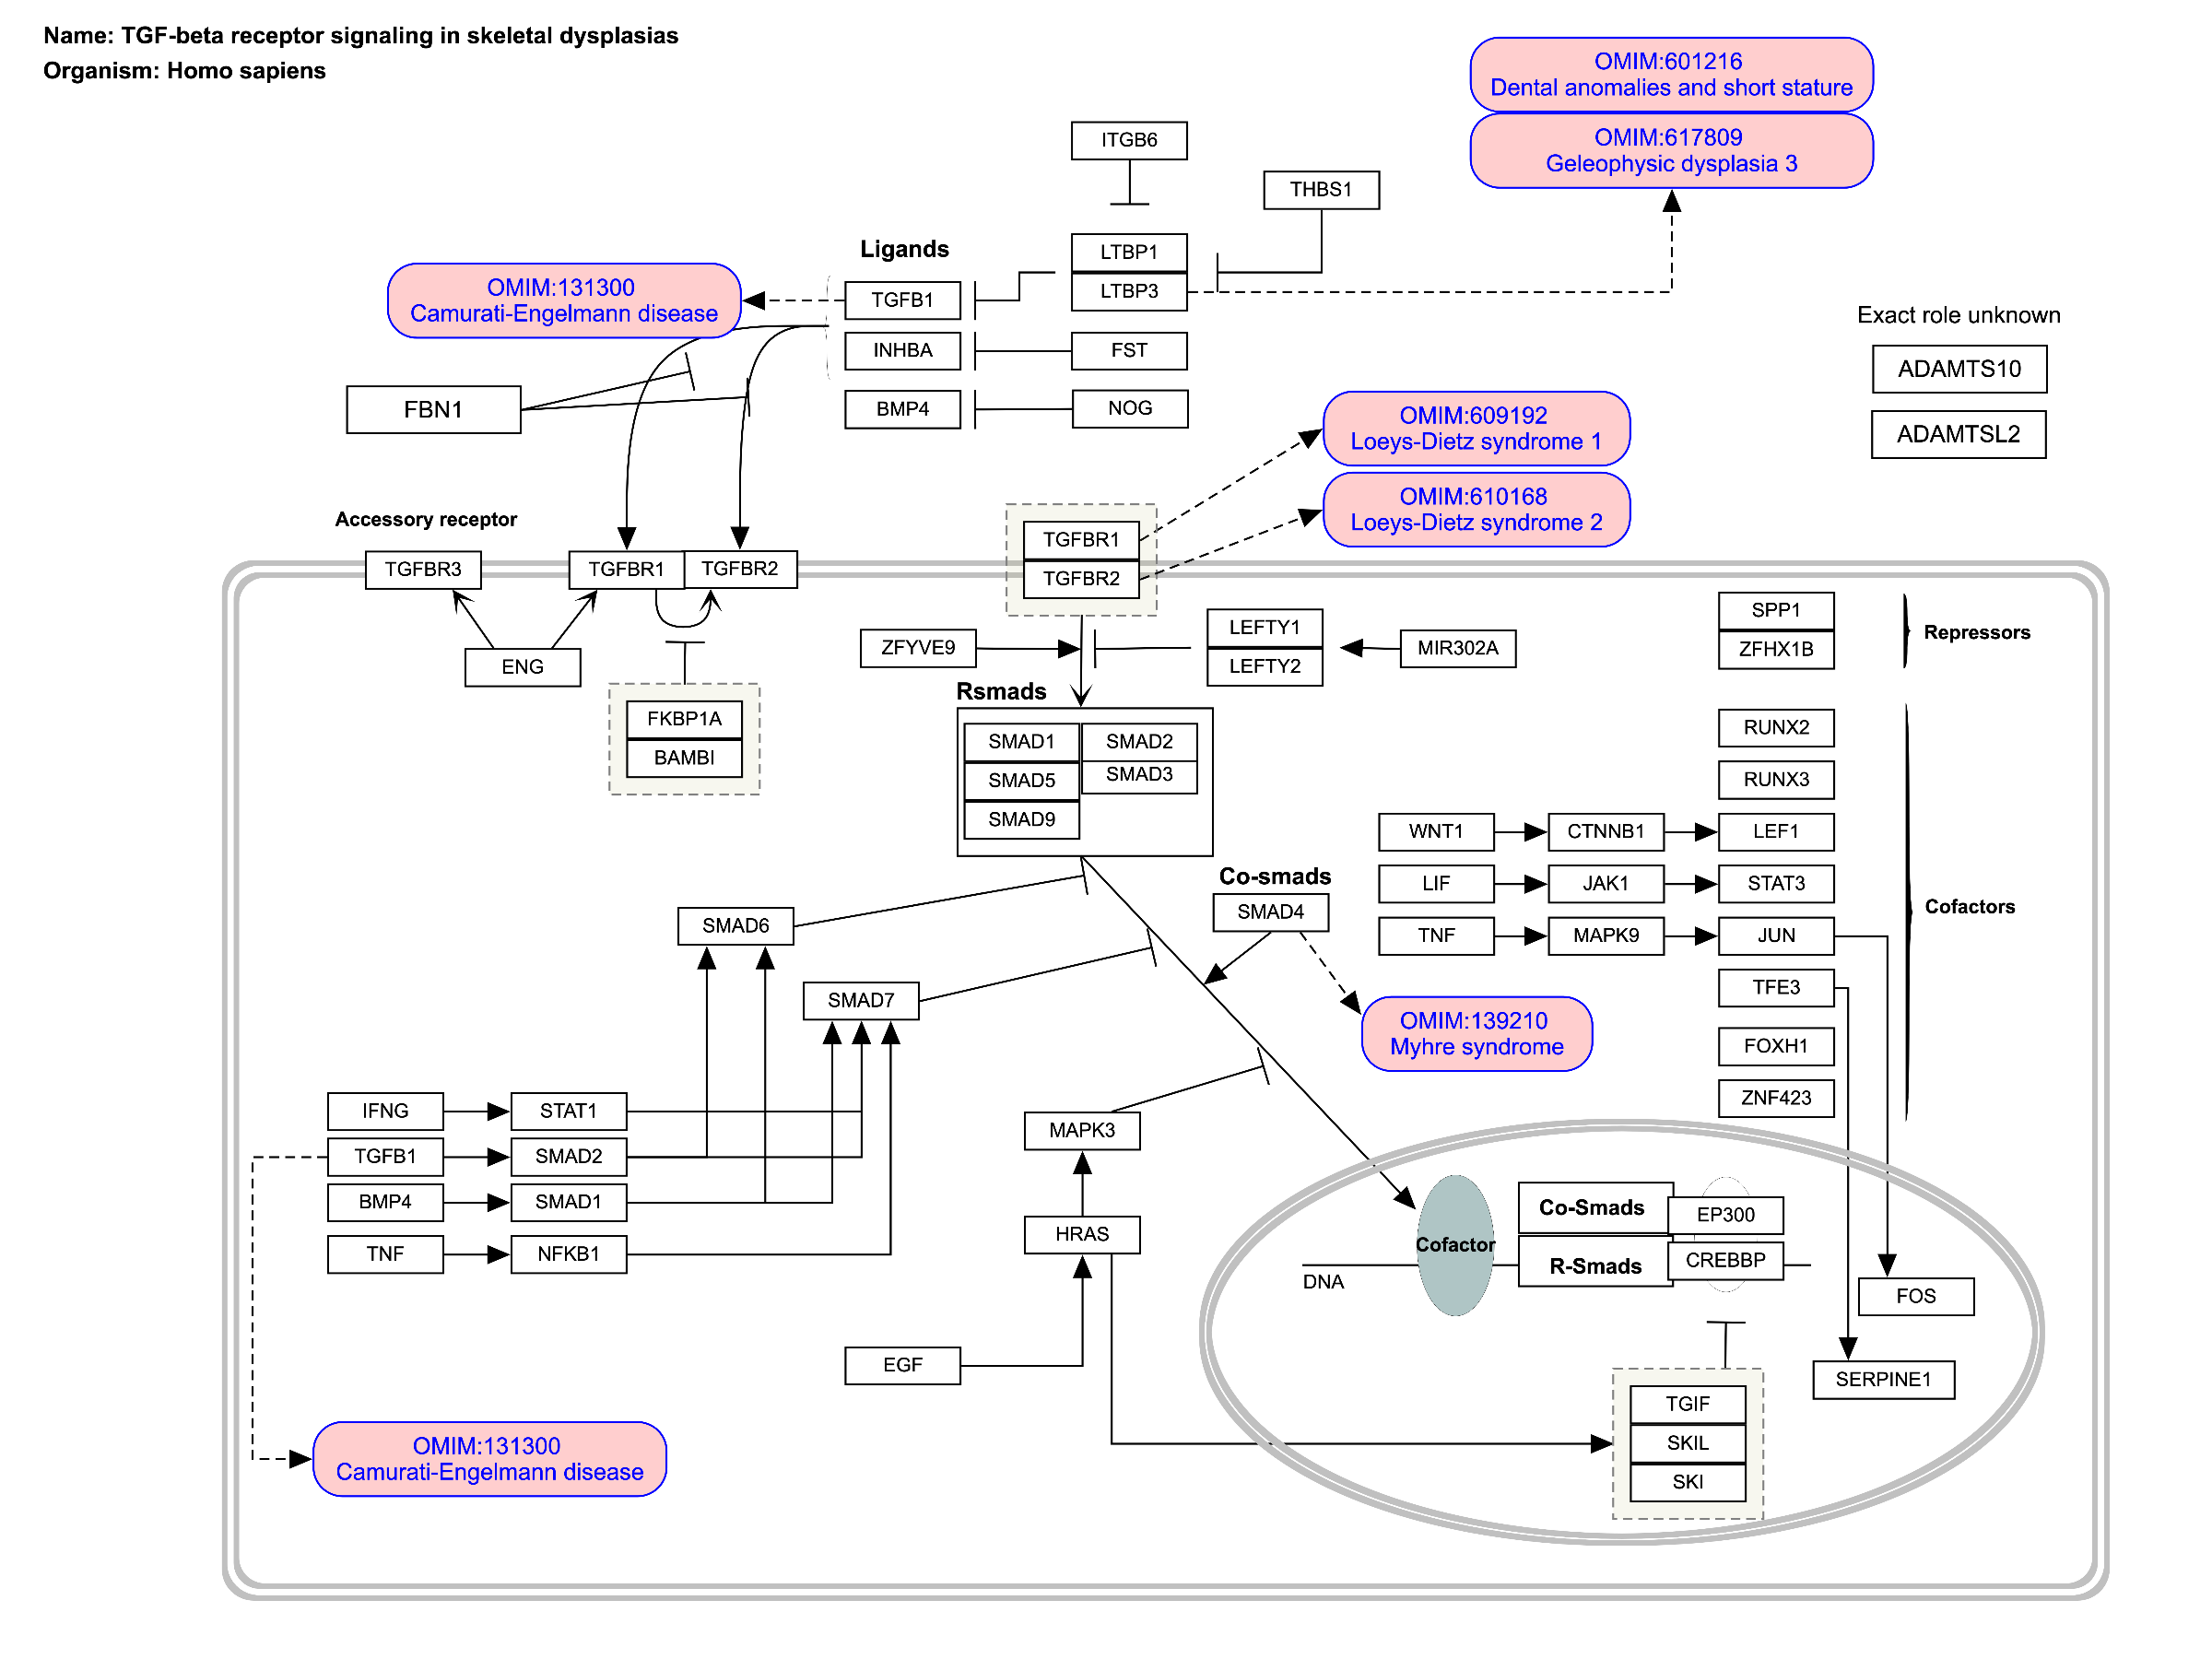 Name: TGF-beta receptor signaling in skeletal dysplasias
Organism: Homo sapiens
OMIM:601216
Dental anomalies and short stature
OMIM:617809
Geleophysic dysplasia 3
ITGB6
THBS1
Ligands
LTBP1
LTBP3
OMIM:131300
Camurati-Engelmann disease
TGFB1
INHBA
FST
BMP4
NOG
FBN1
Exact role unknown
ADAMTS10
ADAMTSL2
OMIM:609192
Loeys-Dietz syndrome 1
OMIM:610168
Loeys-Dietz syndrome 2
Accessory receptor
TGFBR3
TGFBR1
TGFBR2
TGFBR1
TGFBR2
ENG
FKBP1A
BAMBI
ZFYVE9
LEFTY1
LEFTY2
MIR302A
SPP1
ZFHX1B
Repressors
Rsmads
SMAD1
SMAD2
SMAD5
SMAD3
SMAD9
RUNX2
RUNX3
WNT1
CTNNB1
LEF1
LIF
JAK1
STAT3
TNF
MAPK9
JUN
TFE3
FOXH1
ZNF423
Cofactors
Co-smads
SMAD4
OMIM:139210
Myhre syndrome
SMAD6
SMAD7
IFNG
STAT1
TGFB1
SMAD2
BMP4
SMAD1
TNF
NFKB1
MAPK3
HRAS
EGF
Cofactor
Co-Smads
EP300
R-Smads
CREBBP
DNA
FOS
SERPINE1
TGIF
SKIL
SKI
OMIM:131300
Camurati-Engelmann disease